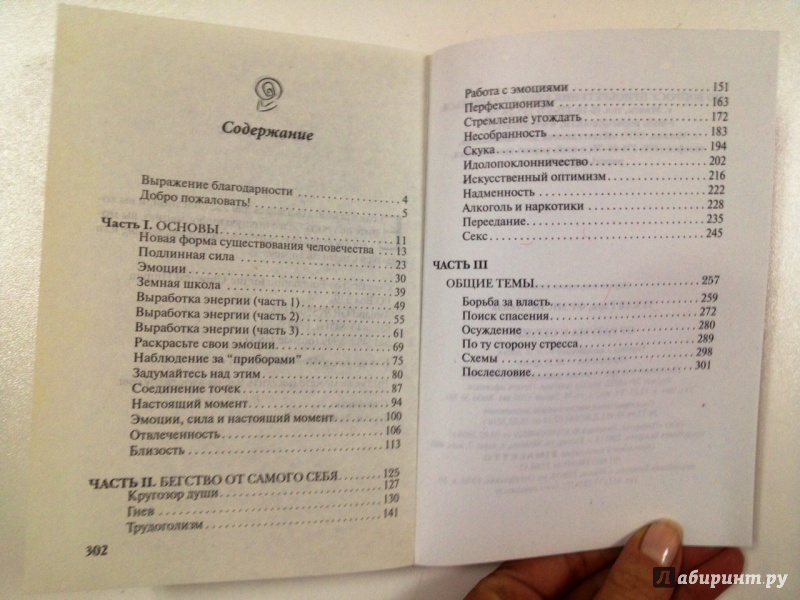 Содержание
Выражение благодарности 4
Добро пожаловать! 5
Часть I. ОСНОВЫ 11
Новая форма существования человечества 13
Подлинная сила 23
Эмоции 30
Земная школа 39
Выработка энергии (часть 1) 49
Выработка энергии (часть 2) 55
Выработка энергии (часть 3) 61
Раскрасьте свои эмоции 69
Наблюдение за “приборами” 75
Задумайтесь над этим 80
Соединение точек 87
Настоящий момент 94
Эмоции, сила и настоящий момент 100
Отвлеченность 106
Близость 113
ЧАСТЬ II. БЕГСТВО ОТ САМОГО СЕБЯ 125
Кругозор души 127
Гнев 130
Трудоголизм 141
302
Работа с эмоциями 151
Перфекционизм 163
Стремление угождать 172
Несобранность 183
Скука 194
Идолопоклонничество 202
Искусственный оптимизм 216
Надменность 222
Алкоголь и наркотики 228
Переедание 235
Секс 245
ЧАСТЬ III
ОБЩИЕ ТЕМЫ 257
Борьба за власть 259
Поиск спасения 272
Осуждение 280
По ту сторону стресса 289
Схемы 298
Послесловие 301
Лабиринт.ру